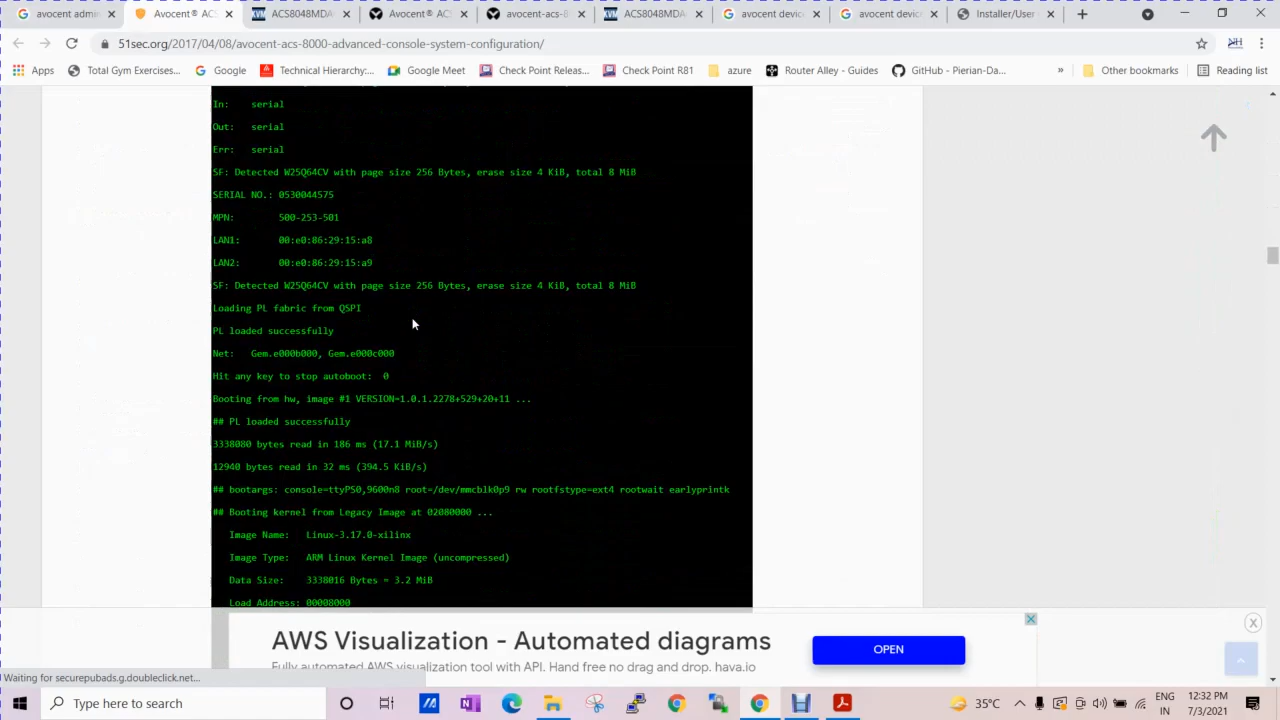 avocent admi
Avocent® ACS
ACS8048MDA
Avocent® ACS
avocent-acs-8
ACS8048MDA
avocent devic
avocent devic
Installer/User
51sec.org/2017/04/08/avocent-acs-8000-advanced-console-system-configuration/
Apps
Total Gym Exercises...
Google
Technical Hierarchy:...
Google Meet
Check Point Releas...
Check Point R81
azure
Router Alley - Guides
GitHub - Pierian-Da...
»
Other bookmarks
Reading list
In: serial
Out: serial
Err: serial
SF: Detected W25Q64CV with page size 256 Bytes, erase size 4 KiB, total 8 MiB
SERIAL NO.: 0530044575
MPN: 500-253-501
LAN1: 00:e0:86:29:15:a8
LAN2: 00:e0:86:29:15:a9
SF: Detected W25Q64CV with page size 256 Bytes, erase size 4 KiB, total 8 MiB
Loading PL fabric from QSPI
PL loaded successfully
Net: Gem.e000b000, Gem.e000c000
Hit any key to stop autoboot: 0
Booting from hw, image #1 VERSION=1.0.1.2278+529+20+11 ...
## PL loaded successfully
3338080 bytes read in 186 ms (17.1 MiB/s)
12940 bytes read in 32 ms (394.5 KiB/s)
## bootargs: console=ttyPS0,9600n8 root=/dev/mmcblk0p9 rw rootfstype=ext4 rootwait earlyprintk
## Booting kernel from Legacy Image at 02080000 ...
Image Name: Linux-3.17.0-xilinx
Image Type: ARM Linux Kernel Image (uncompressed)
Data Size: 3338016 Bytes = 3.2 MiB
Load Address: 00008000
AWS Visualization - Automated diagrams
Fully automated AWS visualization tool with API. Hand free no drag and drop. hava.io
OPEN
Waiting for securepubads.g.doubleclick.net...
Type here to search
35°C
ENG
IN
12:32 PM
7/3/2021